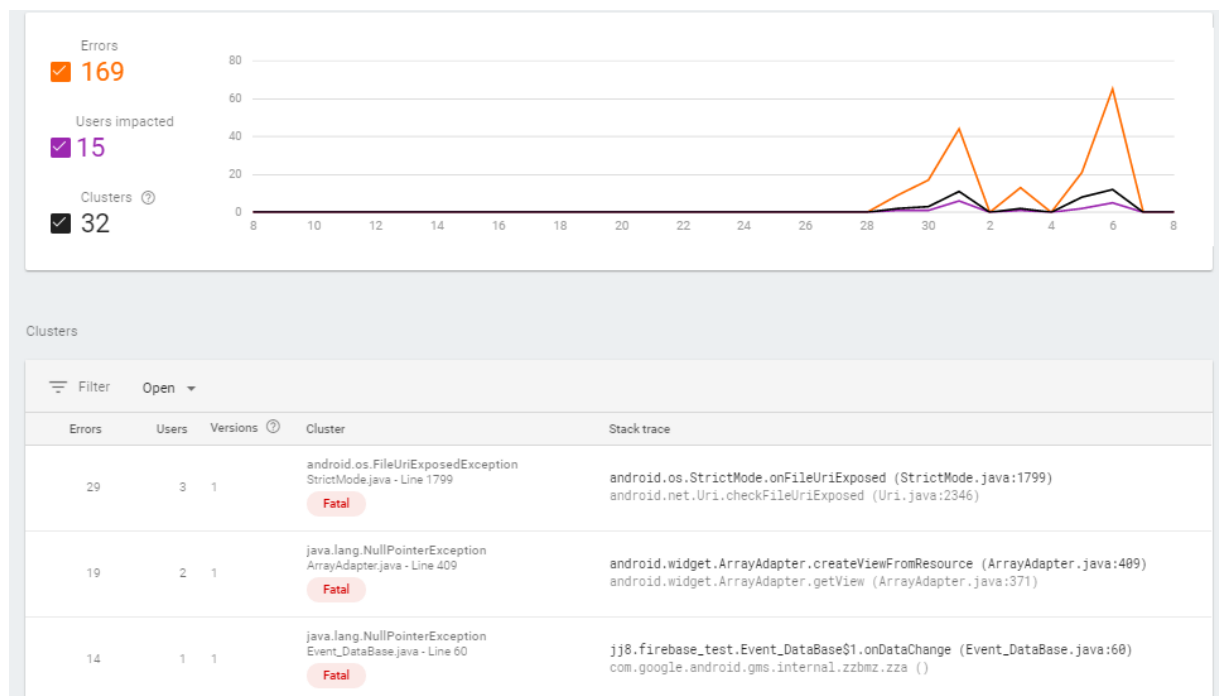 Errors
169
Users impacted
15
Clusters
32
80
60
40
20
0
8 10 12 14 16 18 20 22 24 26 28 30 2 4 6 8
Clusters
Filter Open
Errors Users Versions Cluster Stack trace
android.os.FileUriExposedException
StrictMode.java - Line 1799
Fatal
29 3 1
android.os.StrictMode.onFileUriExposed (StrictMode.java:1799)
android.net.Uri.checkFileUriExposed (Uri.java:2346)
java.lang.NullPointerException
ArrayAdapter.java - Line 409
Fatal
19 2 1
android.widget.ArrayAdapter.createViewFromResource (ArrayAdapter.java:409)
android.widget.ArrayAdapter.getView (ArrayAdapter.java:371)
java.lang.NullPointerException
Event_DataBase.java - Line 60
Fatal
14 1 1
jj8.firebase_test.Event_DataBase$1.onDataChange (Event_DataBase.java:60)
com.google.android.gms.internal.zzbmz.zza ()